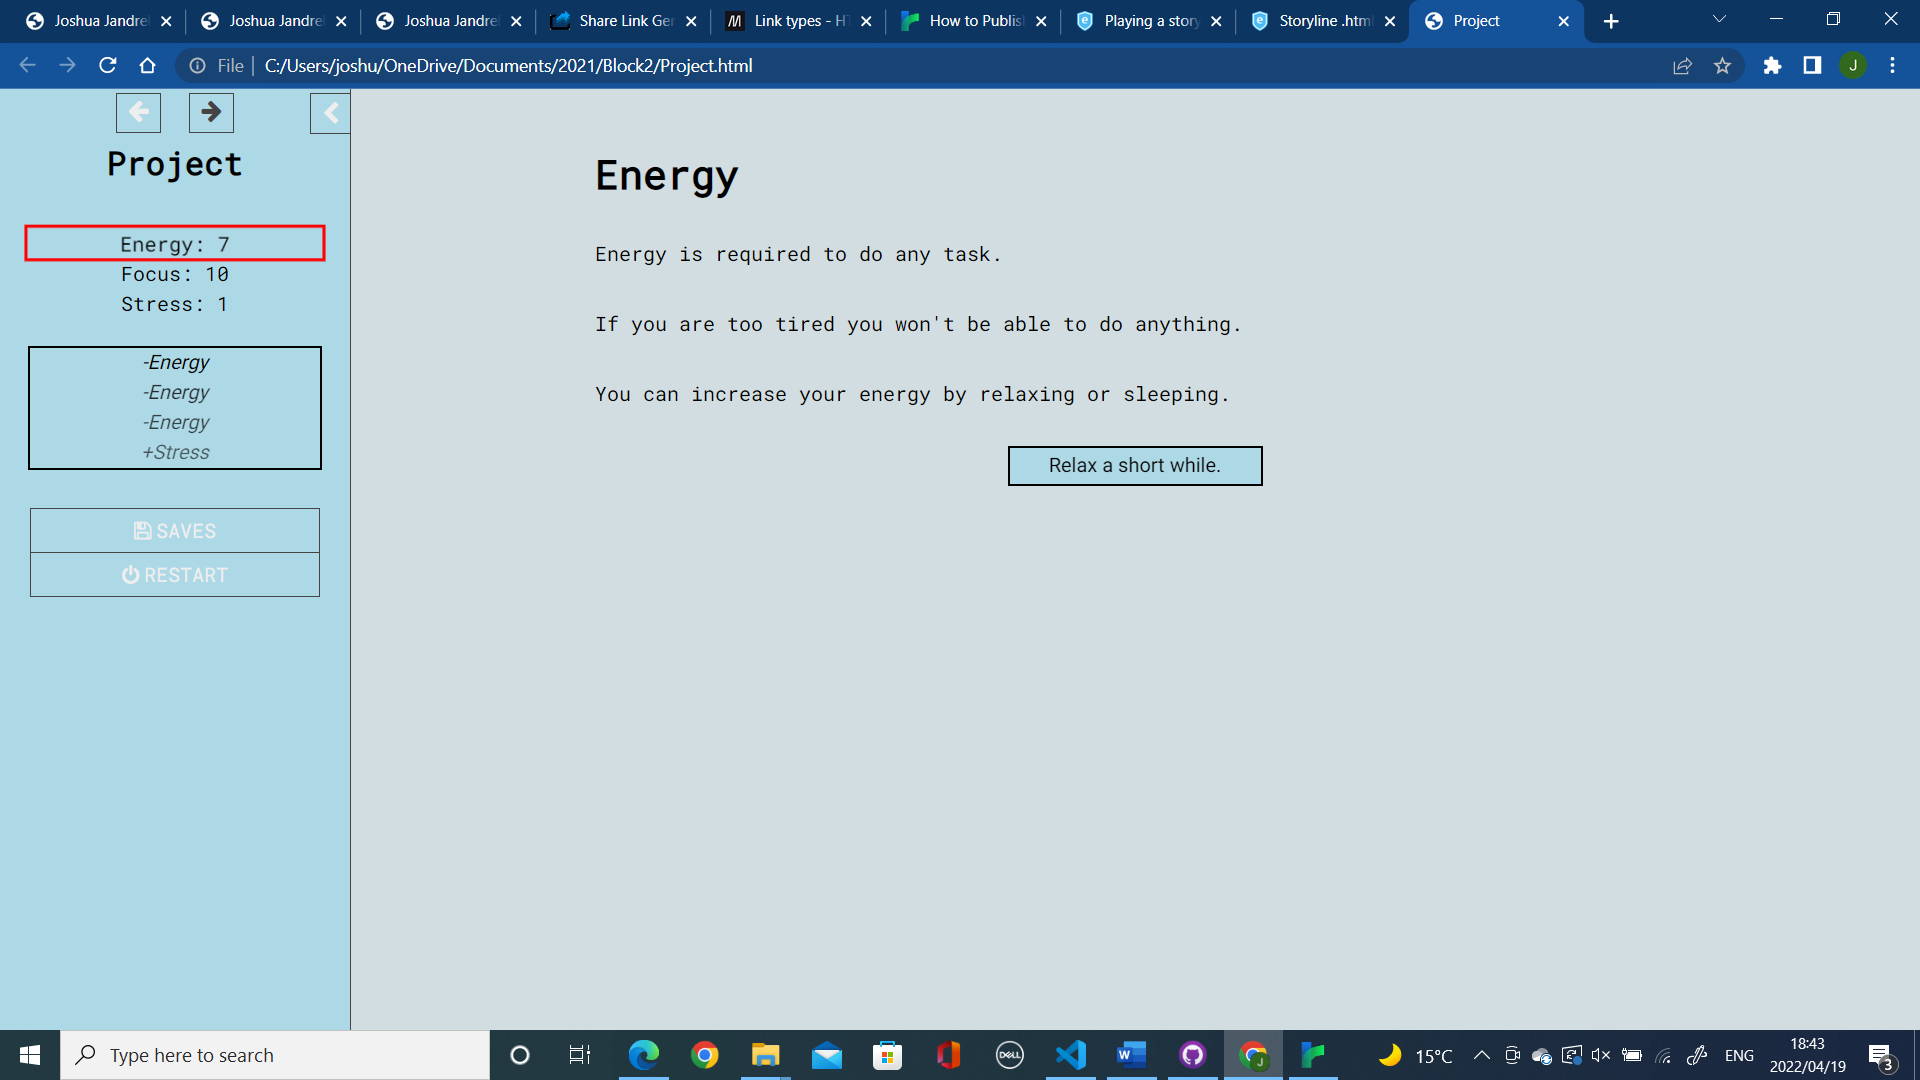 Joshua Jandre
Joshua Jandre
Joshua Jandre
Share Link Ge
Link types - H
How to Publis
Playing a story
Storyline .htm
Project
File
C:/Users/joshu/OneDrive/Documents/2021/Block2/Project.html
J
Project
Energy: 7
Focus: 10
Stress: 1
-Energy
-Energy
-Energy
+Stress
SAVES
RESTART
Energy
Energy is required to do any task.
If you are too tired you won't be able to do anything.
You can increase your energy by relaxing or sleeping.
Relax a short while.
Type here to search
DELL
15°C
ENG
18:43
2022/04/19
3